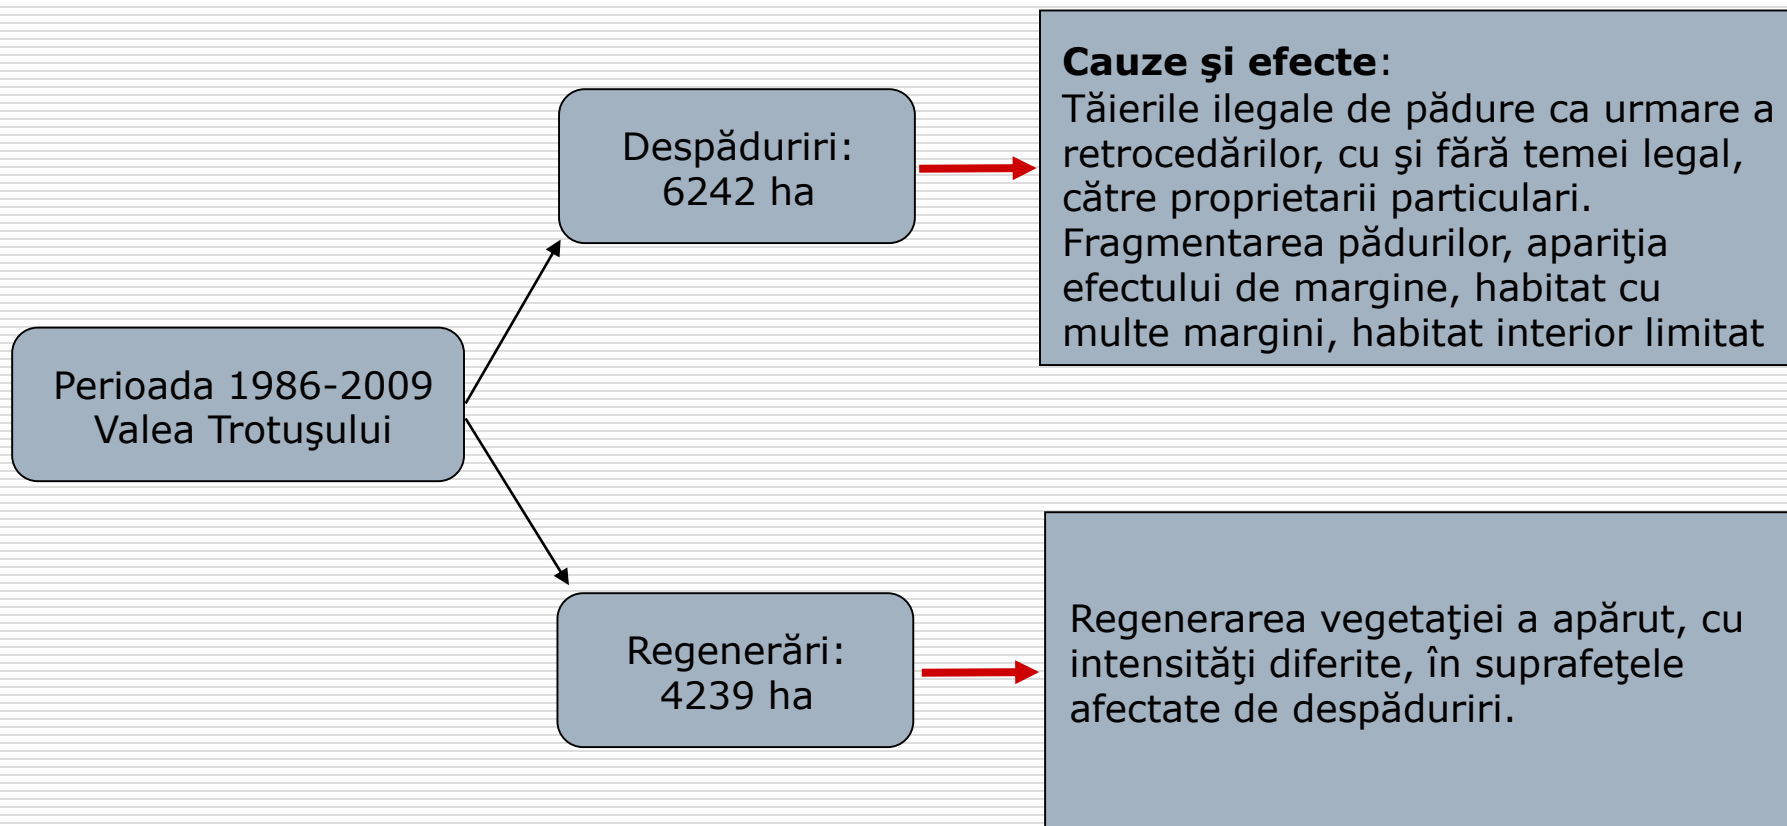 Perioada 1986-2009
Valea Trotuşului
Despăduriri:
6242 ha
Cauze şi efecte:
Tăierile ilegale de pădure ca urmare a
retrocedărilor, cu şi fără temei legal,
către proprietarii particulari.
Fragmentarea pădurilor, apariţia
efectului de margine, habitat cu
multe margini, habitat interior limitat
Regenerări:
4239 ha
Regenerarea vegetaţiei a apărut, cu
intensităţi diferite, în suprafeţele
afectate de despăduriri.